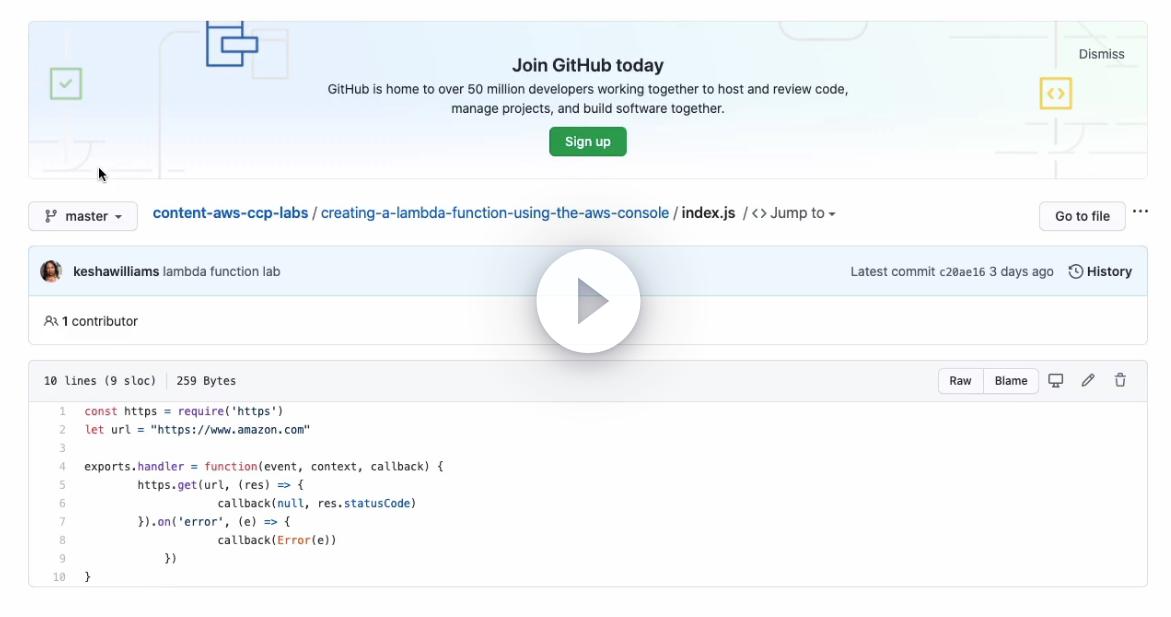 Join GitHub today
Dismiss
GitHub is home to over 50 million developers working together to host and review code,
manage projects, and build software together.
Sign up
master
content-aws-ccp-labs / creating-a-lambda-function-using-the-aws-console / index.js / <> Jump to
Go to file
...
keshawilliams lambda function lab
Latest commit c20ae16 3 days ago
History
1 contributor
10 lines (9 sloc) | 259 Bytes
Raw
Blame
1 const https = require('https')
2 let url = "https://www.amazon.com"
3
4 exports.handler = function(event, context, callback) {
5 https.get(url, (res) => {
6 callback(null, res.statusCode)
7 }).on('error', (e) => {
8 callback(Error(e))
9 })
10 }